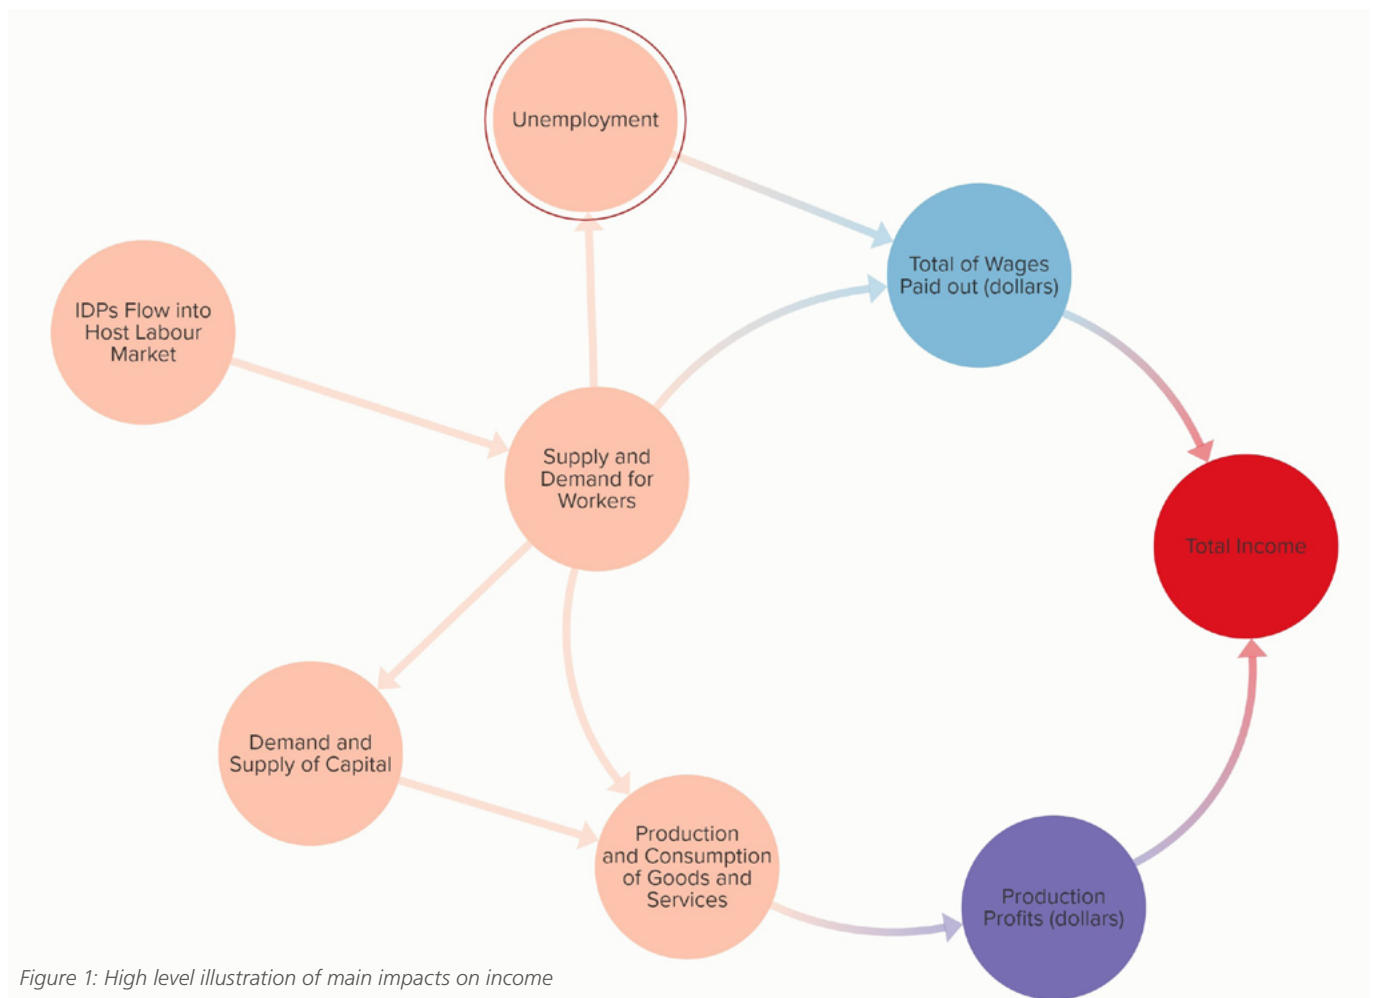 Unemployment
Total of Wages
Paid out (dollars)
IDPs Flow into
Host Labour
Market
Supply and
Demand for
Workers
Total Income
Demand and
Supply of Capital
Production
and Consumption
of Goods and
Services
Production
Profits (dollars)
Figure 1: High level illustration of main impacts on income